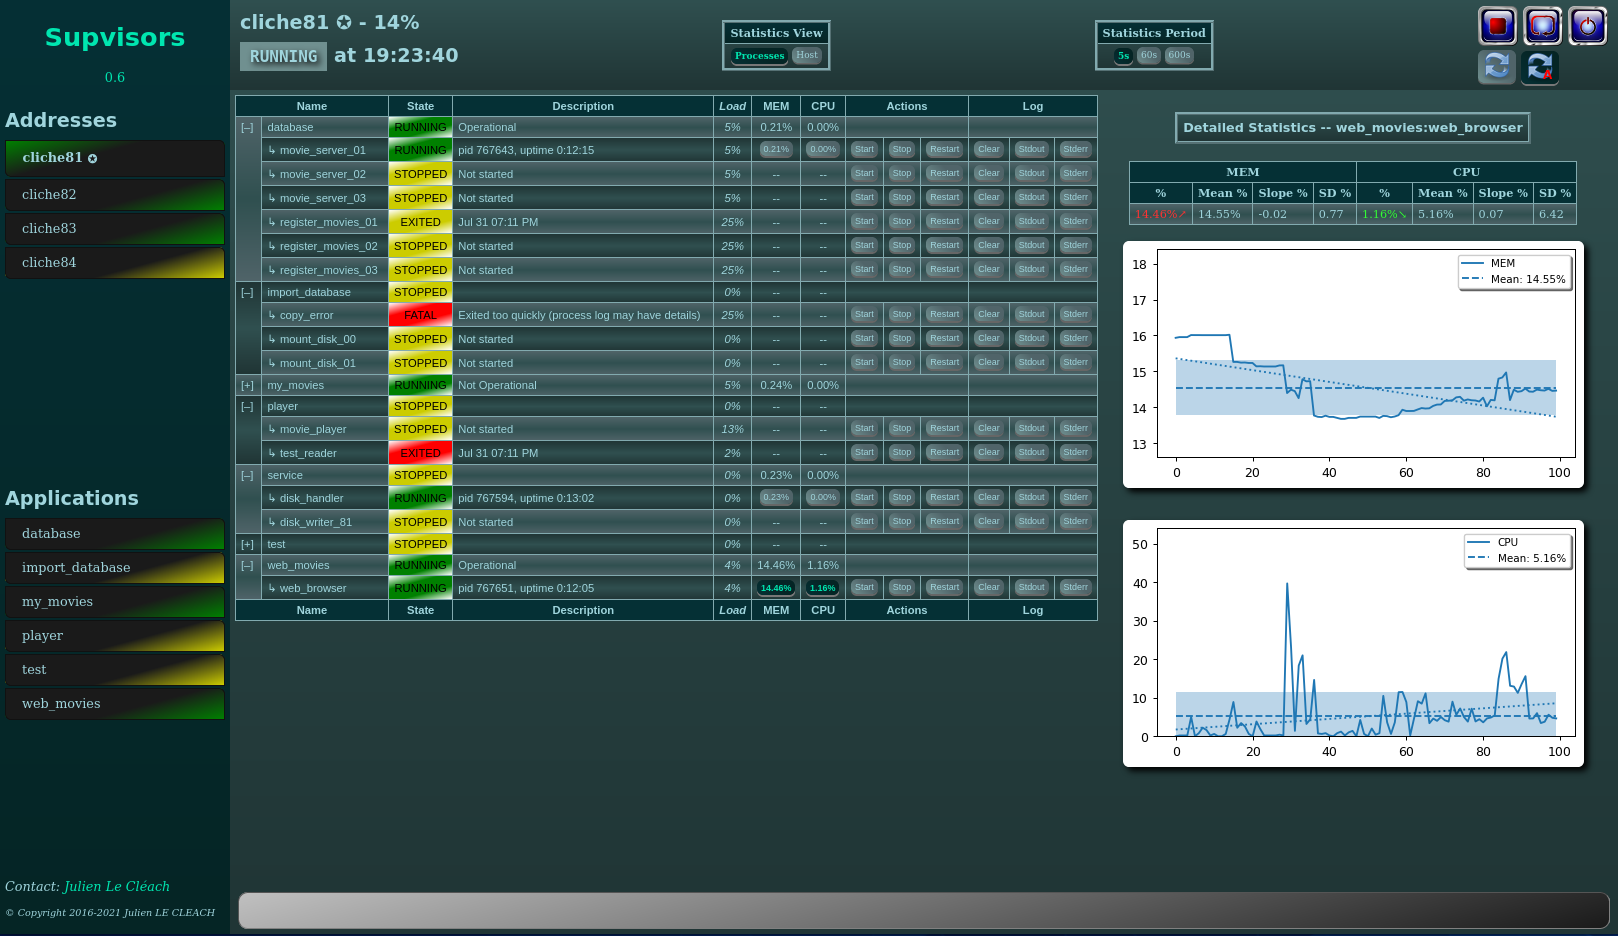 Supvisors
0.6
Addresses
cliche81 ✪
cliche82
cliche83
cliche84
Applications
database
import_database
my_movies
player
test
web_movies
Contact: Julien Le Cléach
© Copyright 2016-2021 Julien LE CLEACH
cliche81 ✪ - 14%
RUNNING at 19:23:40
Statistics View
Processes Host
Statistics Period
5s 60s 600s
Name State Description Load MEM CPU Actions Log
[–] database RUNNING Operational 5% 0.21% 0.00%
↳ movie_server_01 RUNNING pid 767643, uptime 0:12:15 5% 0.21% 0.00% Start Stop Restart Clear Stdout Stderr
↳ movie_server_02 STOPPED Not started 5% -- -- Start Stop Restart Clear Stdout Stderr
↳ movie_server_03 STOPPED Not started 5% -- -- Start Stop Restart Clear Stdout Stderr
↳ register_movies_01 EXITED Jul 31 07:11 PM 25% -- -- Start Stop Restart Clear Stdout Stderr
↳ register_movies_02 STOPPED Not started 25% -- -- Start Stop Restart Clear Stdout Stderr
↳ register_movies_03 STOPPED Not started 25% -- -- Start Stop Restart Clear Stdout Stderr
[–] import_database STOPPED 0% -- --
↳ copy_error FATAL Exited too quickly (process log may have details) 25% -- -- Start Stop Restart Clear Stdout Stderr
↳ mount_disk_00 STOPPED Not started 0% -- -- Start Stop Restart Clear Stdout Stderr
↳ mount_disk_01 STOPPED Not started 0% -- -- Start Stop Restart Clear Stdout Stderr
[+] my_movies RUNNING Not Operational 5% 0.24% 0.00%
[–] player STOPPED 0% -- --
↳ movie_player STOPPED Not started 13% -- -- Start Stop Restart Clear Stdout Stderr
↳ test_reader EXITED Jul 31 07:11 PM 2% -- -- Start Stop Restart Clear Stdout Stderr
[–] service STOPPED 0% 0.23% 0.00%
↳ disk_handler RUNNING pid 767594, uptime 0:13:02 0% 0.23% 0.00% Start Stop Restart Clear Stdout Stderr
↳ disk_writer_81 STOPPED Not started 0% -- -- Start Stop Restart Clear Stdout Stderr
[+] test STOPPED 0% -- --
[–] web_movies RUNNING Operational 4% 14.46% 1.16%
↳ web_browser RUNNING pid 767651, uptime 0:12:05 4% 14.46% 1.16% Start Stop Restart Clear Stdout Stderr
Name State Description Load MEM CPU Actions Log
Detailed Statistics -- web_movies:web_browser
MEM CPU
% Mean % Slope % SD % % Mean % Slope % SD %
14.46%↗ 14.55% -0.02 0.77 1.16%↘ 5.16% 0.07 6.42
MEM
Mean: 14.55%
18
17
16
15
14
13
0 20 40 60 80 100
CPU
Mean: 5.16%
50
40
30
20
10
0
0 20 40 60 80 100